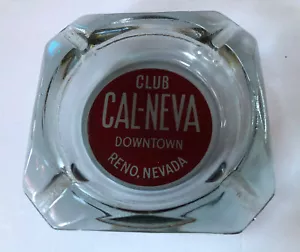 CLUB
CAL-NEVA
DOWNTOWN
RENO, NEVADA